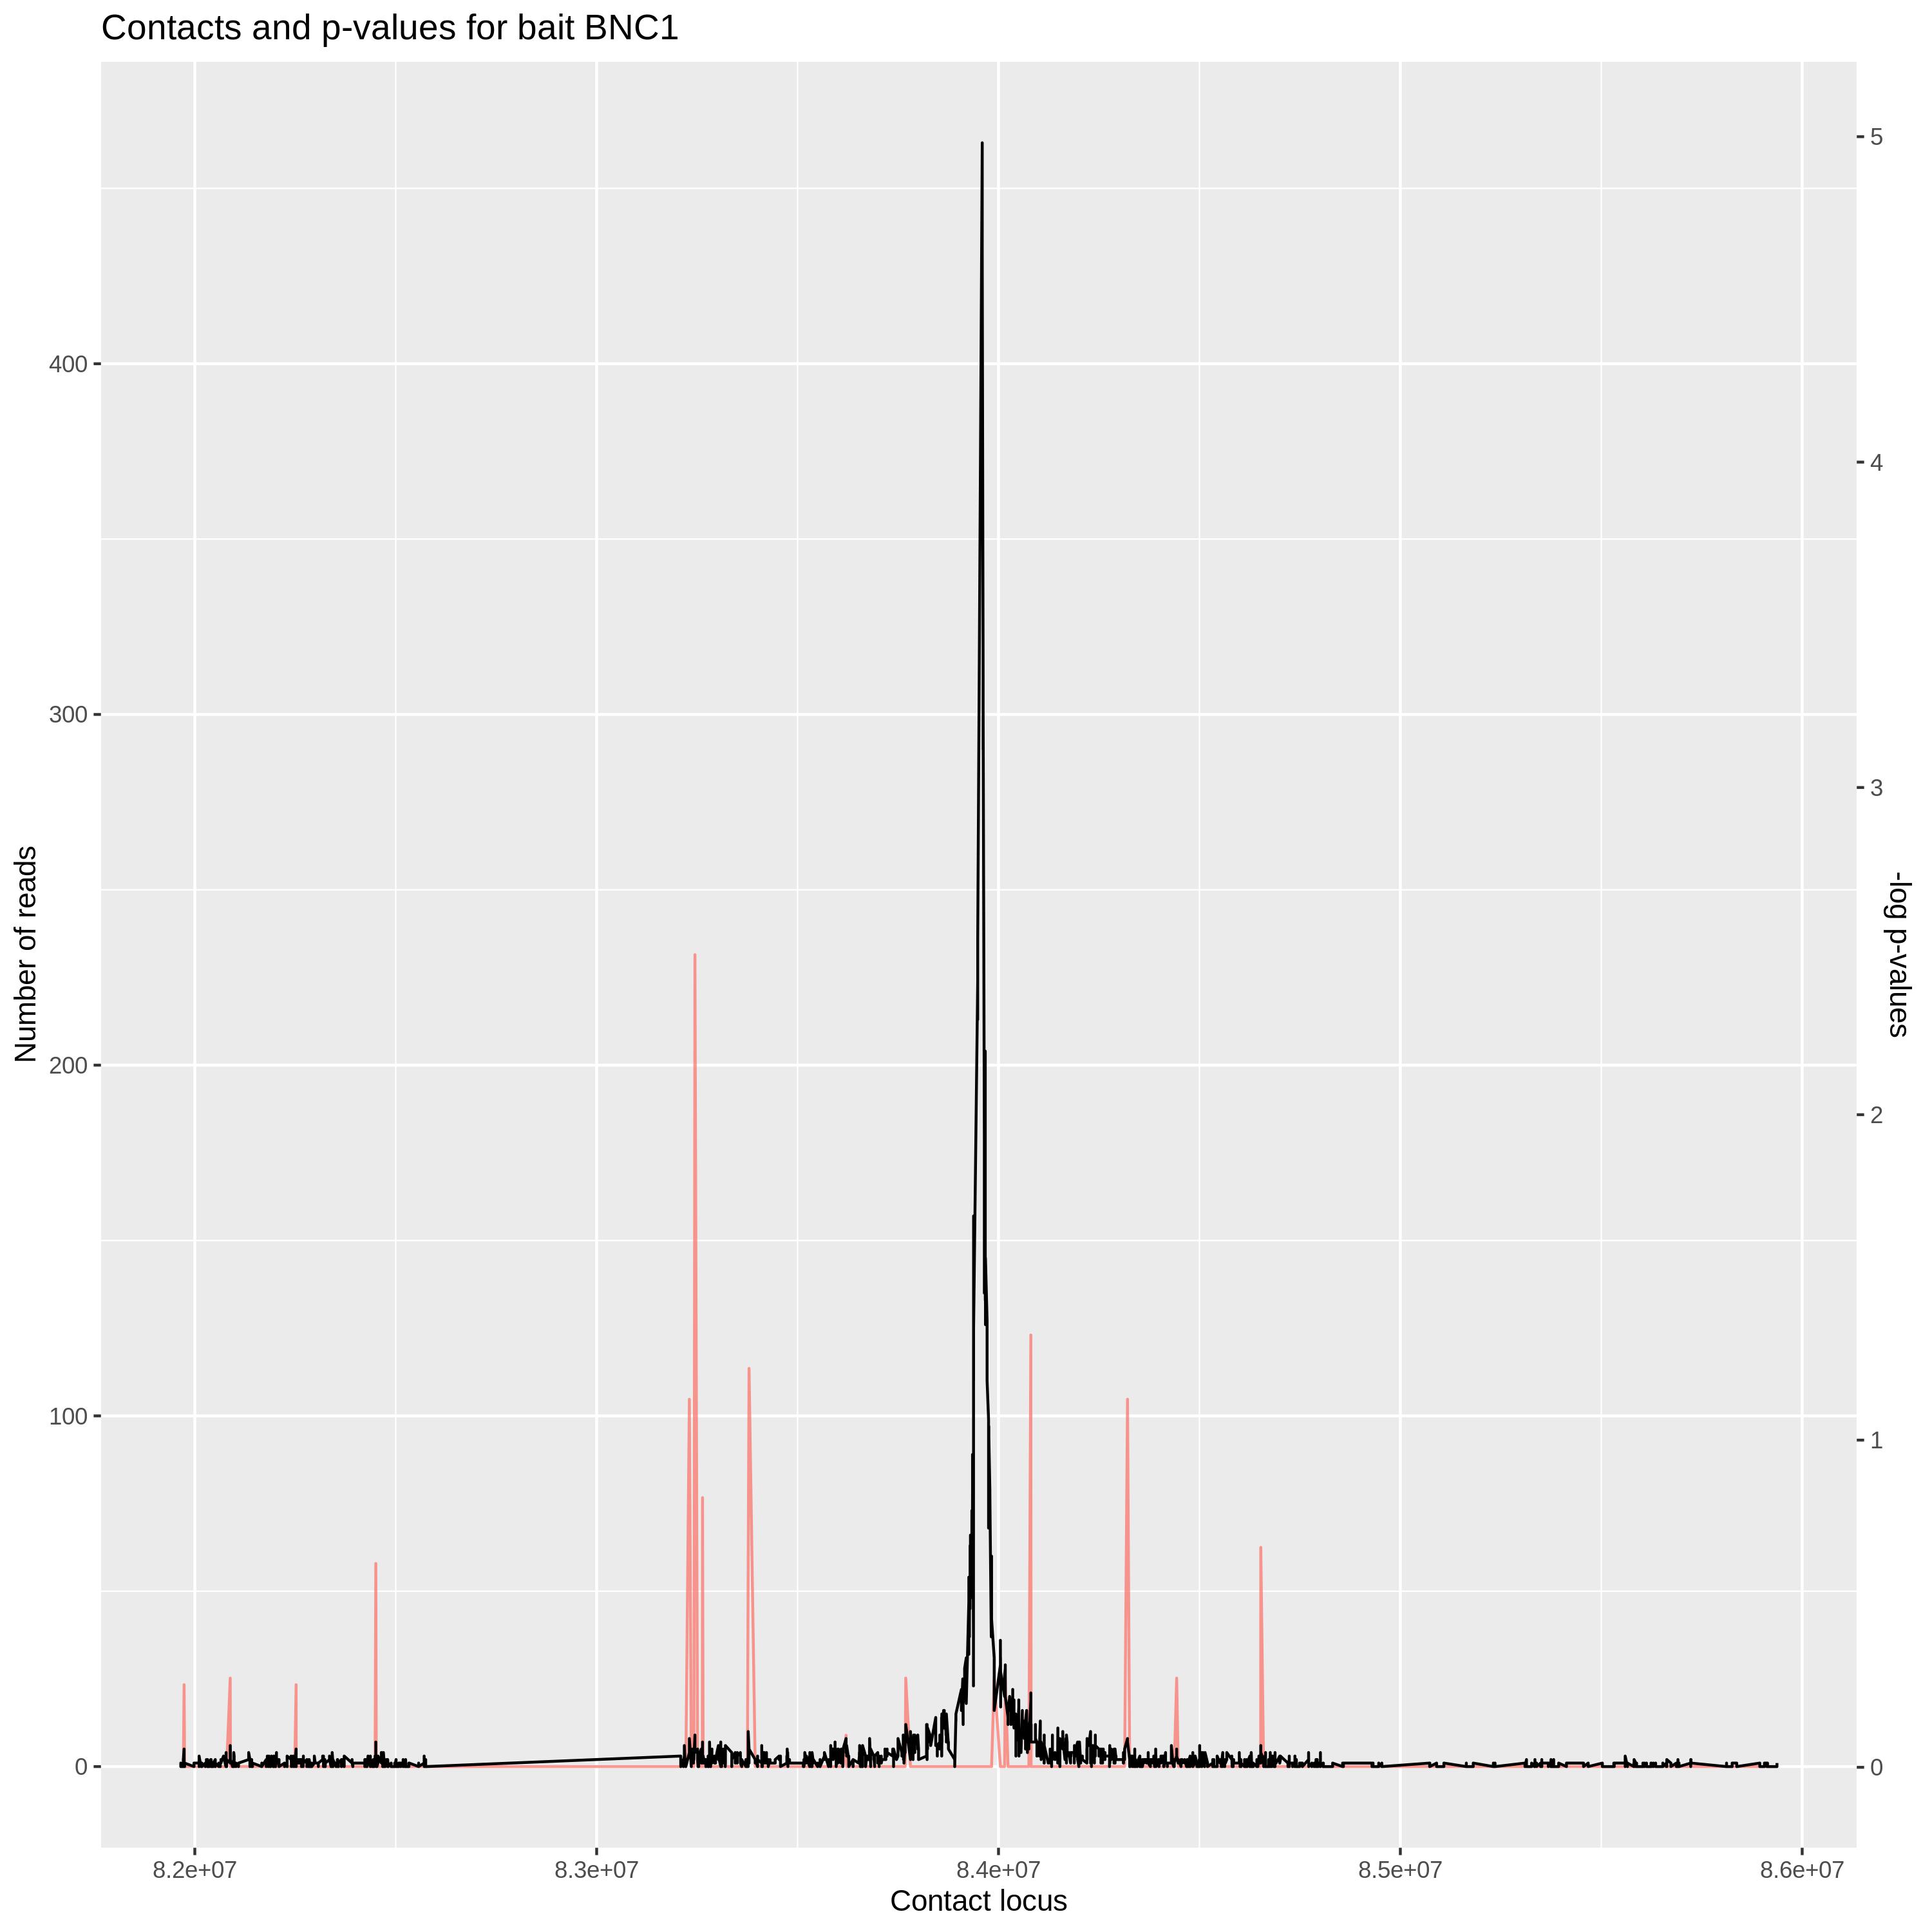 Contacts and p-values for bait BNC1
Number of reads
400
300
200
100
0
5
4
3
2
1
0
-log p-values
8.2e+07
8.3e+07
8.4e+07
8.5e+07
8.6e+07
Contact locus